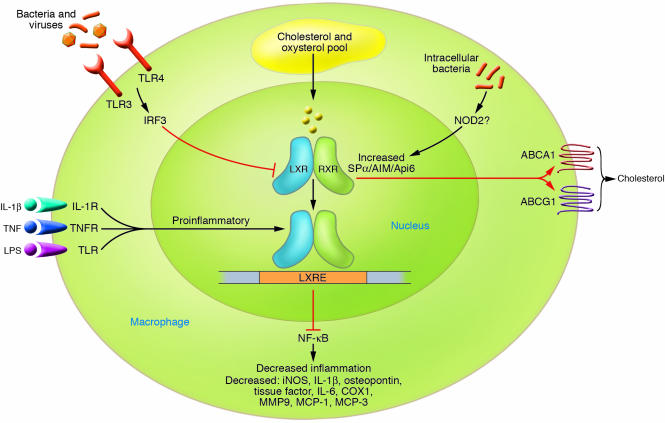 Bacteria and
viruses
TLR4
TLR3
IRF3
Cholesterol and
oxysterol pool
Intracellular
bacteria
NOD2?
LXR
RXR
Increased
SPα/AIM/Api6
ABCA1
ABCG1
Cholesterol
IL-1β
IL-1R
TNF
TNFR
LPS
TLR
Proinflammatory
Nucleus
LXRE
Macrophage
NF-κB
Decreased inflammation
Decreased: iNOS, IL-1β, osteopontin,
tissue factor, IL-6, COX1,
MMP9, MCP-1, MCP-3